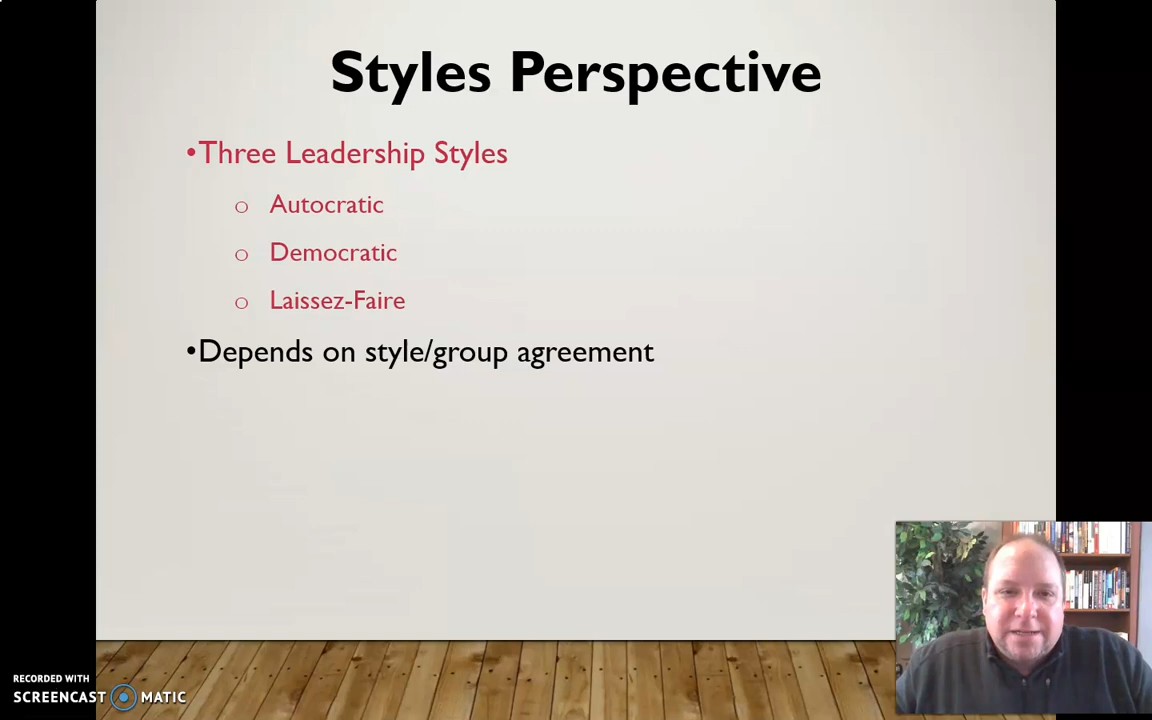 Styles Perspective
•Three Leadership Styles
o Autocratic
o Democratic
o Laissez-Faire
•Depends on style/group agreement
RECORDED WITH
SCREENCAST MATIC